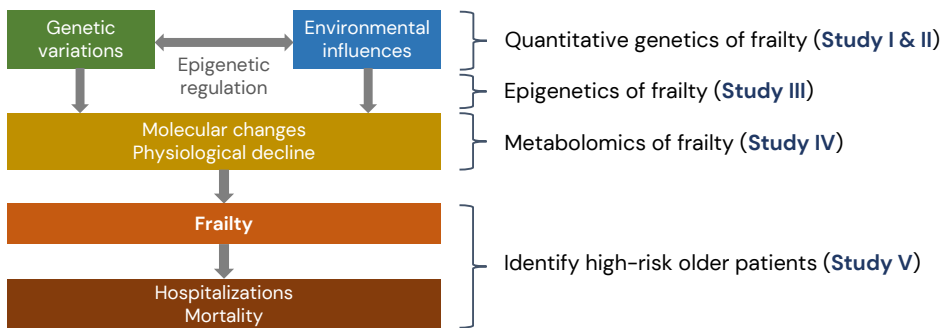 Genetic
variations
Environmental
influences
Epigenetic
regulation
Quantitative genetics of frailty (Study I & II)
Epigenetics of frailty (Study III)
Molecular changes
Physiological decline
Metabolomics of frailty (Study IV)
Frailty
Identify high-risk older patients (Study V)
Hospitalizations
Mortality